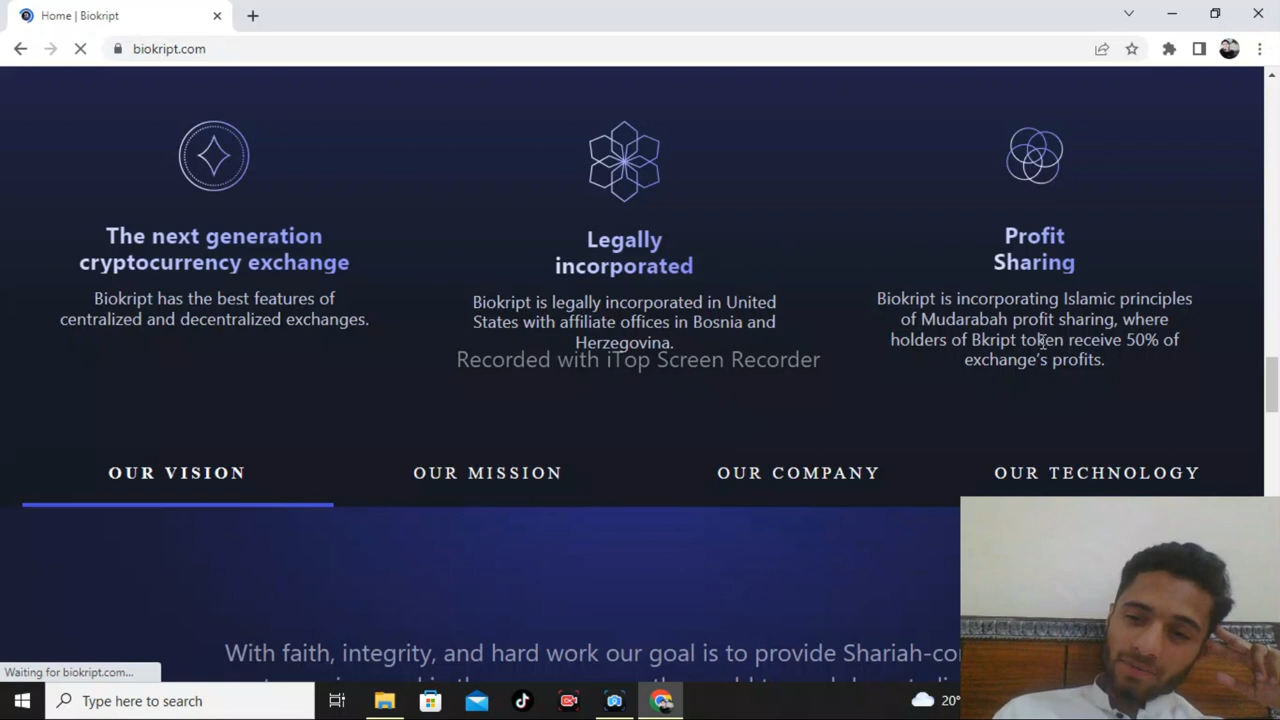 Home | Biokript
biokript.com
The next generation
cryptocurrency exchange
Biokript has the best features of
centralized and decentralized exchanges.
Legally
incorporated
Biokript is legally incorporated in United
States with affiliate offices in Bosnia and
Herzegovina.
Profit
Sharing
Biokript is incorporating Islamic principles
of Mudarabah profit sharing, where
holders of Bkript token receive 50% of
exchange's profits.
Recorded with iTop Screen Recorder
OUR VISION
OUR MISSION
OUR COMPANY
OUR TECHNOLOGY
With faith, integrity, and hard work our goal is to provide Shariah-co
Waiting for biokript.com...
Type here to search
20°